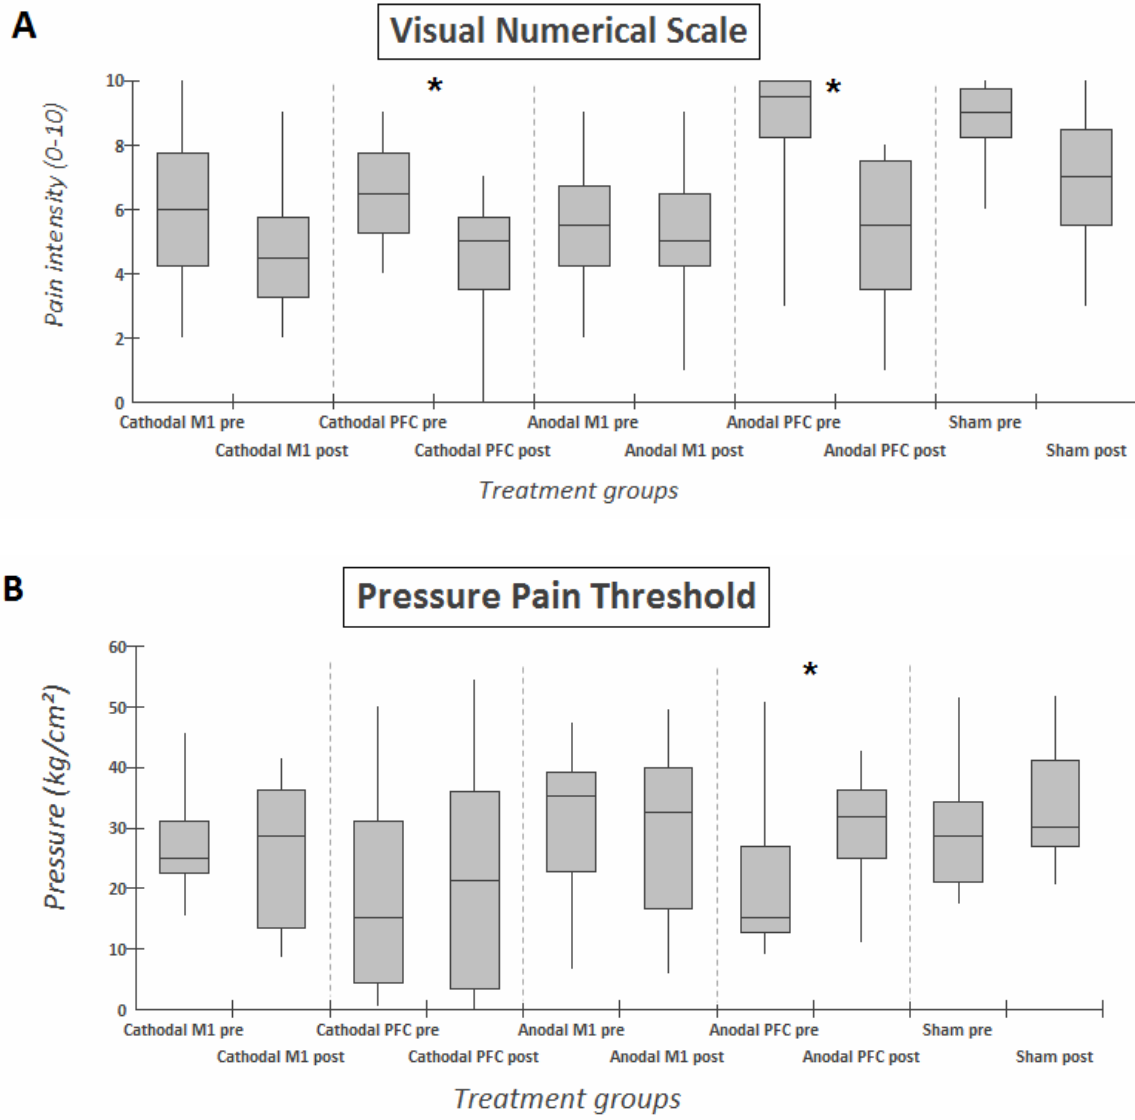 A
Visual Numerical Scale
*
*
Pain intensity (0-10)
10
8
6
4
2
0
Cathodal M1 pre
Cathodal M1 post
Cathodal PFC pre
Cathodal PFC post
Anodal M1 pre
Anodal M1 post
Anodal PFC pre
Anodal PFC post
Sham pre
Sham post
Treatment groups
B
Pressure Pain Threshold
*
Pressure (kg/cm²)
60
50
40
30
20
10
0
Cathodal M1 pre
Cathodal M1 post
Cathodal PFC pre
Cathodal PFC post
Anodal M1 pre
Anodal M1 post
Anodal PFC pre
Anodal PFC post
Sham pre
Sham post
Treatment groups